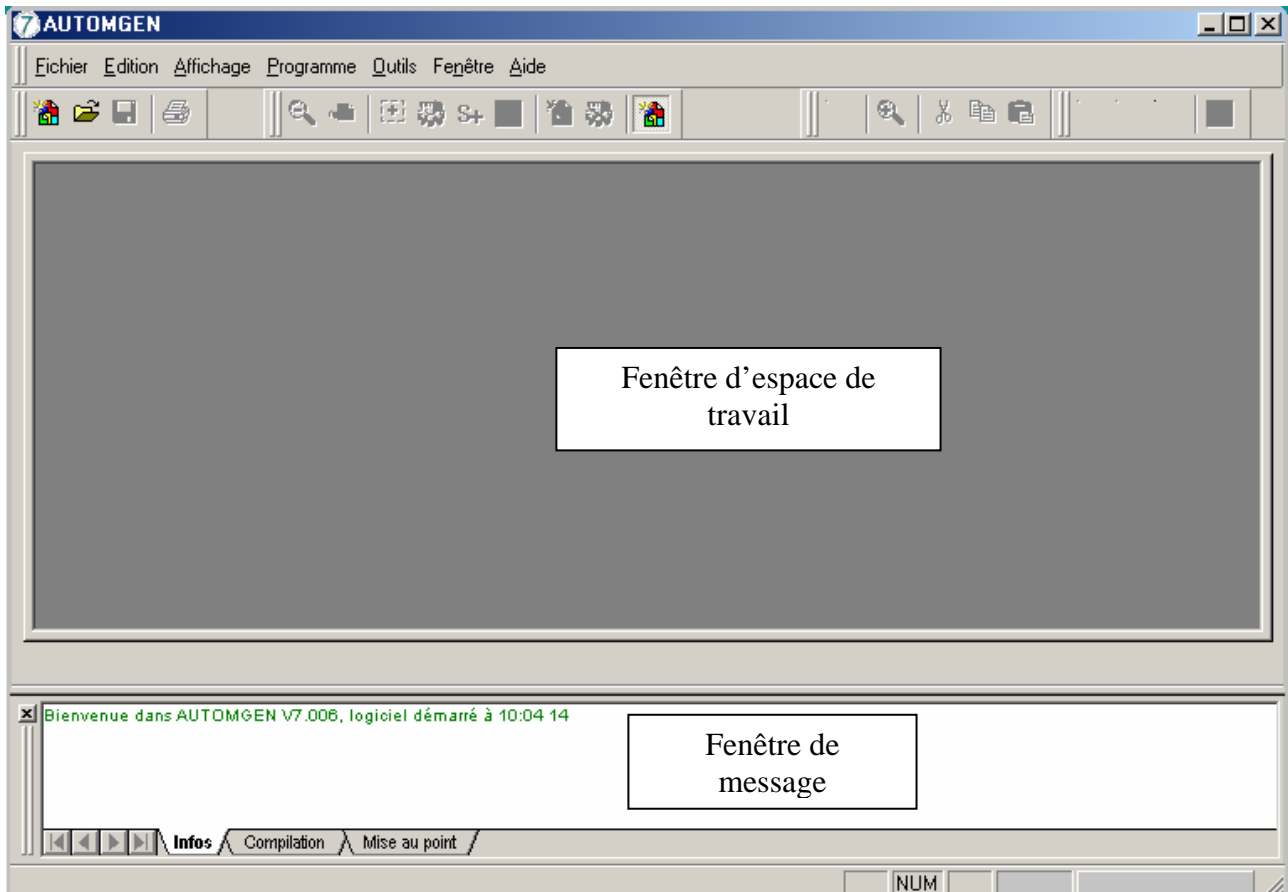 AUTOMGEN
Fichier Edition Affichage Programme Outils Fenêtre Aide
S+
Fenêtre d'espace de
travail
Bienvenue dans AUTOMGEN V7.006, logiciel démarré à 10:04 14
Fenêtre de
message
Infos Compilation Mise au point
NUM